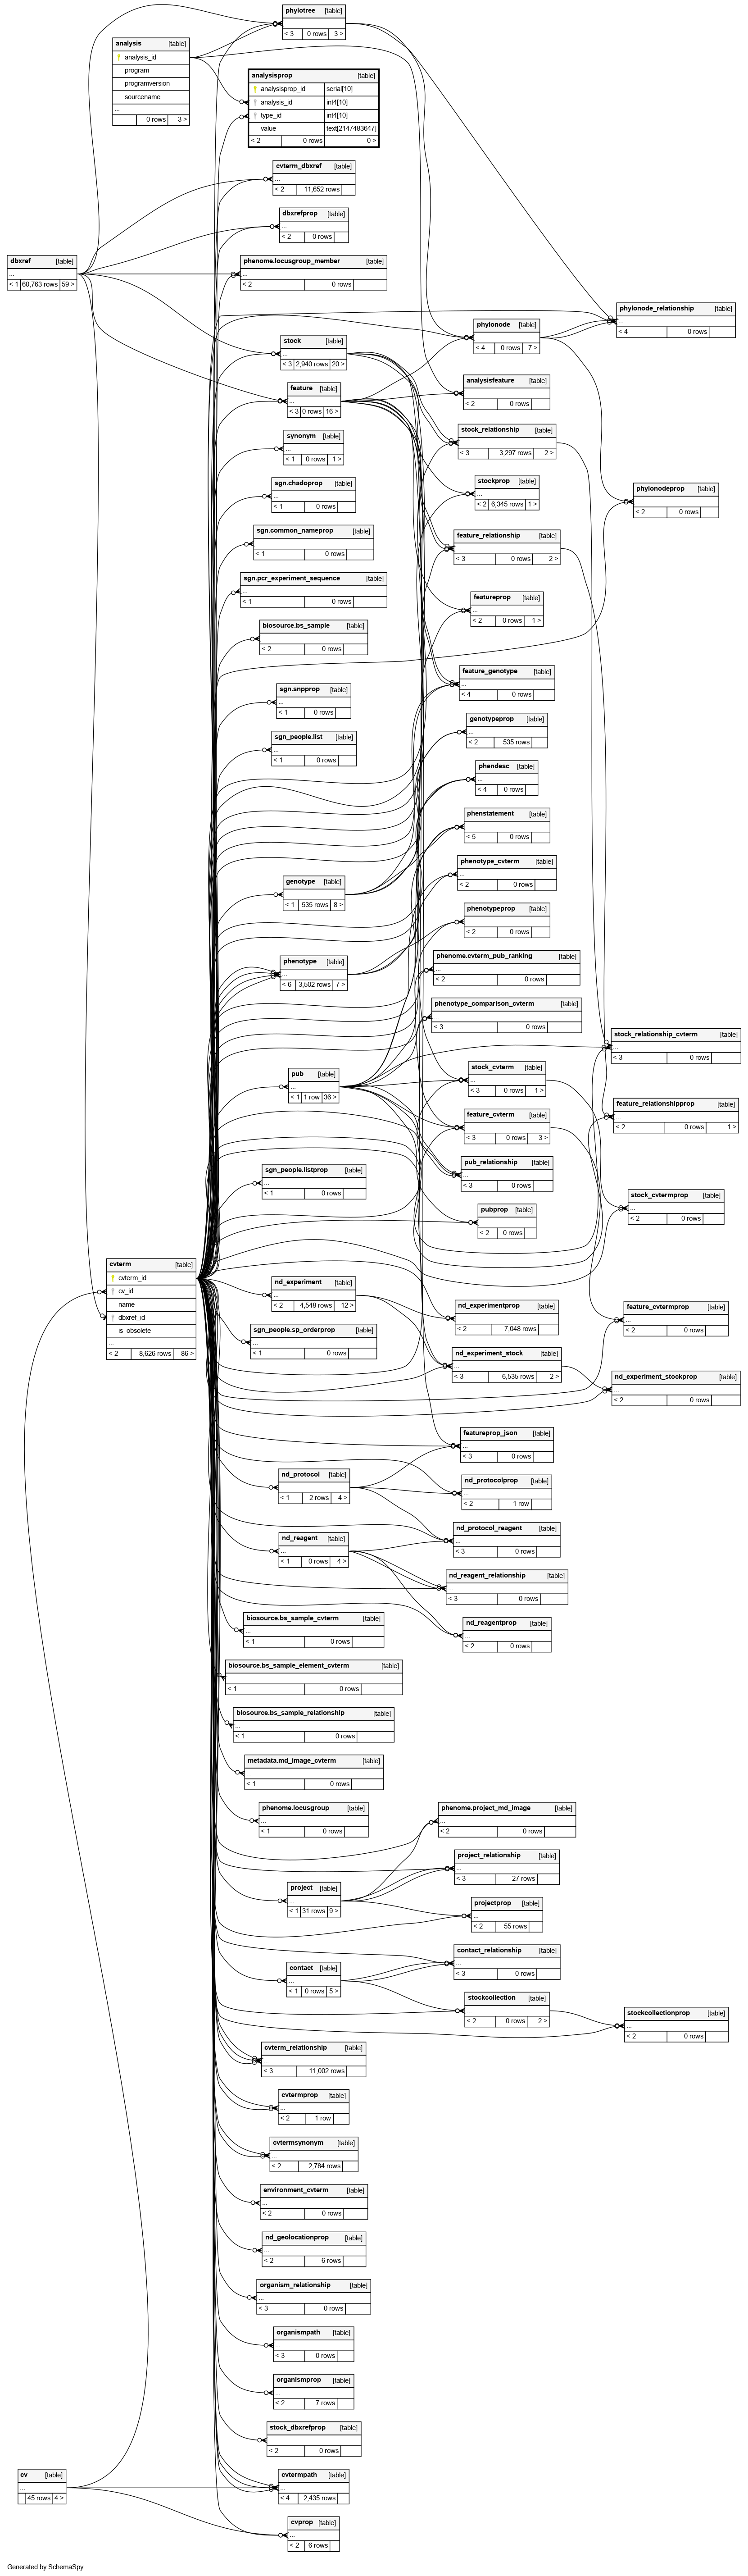 phylotree [table]
...
< 3 0 rows 3 >
analysis [table]
analysis_id
program
programversion
sourcename
...
0 rows 3 >
analysisprop [table]
analysisprop_id serial[10]
analysis_id int4[10]
type_id int4[10]
value text[2147483647]
< 2 0 rows 0 >
cvterm_dbxref [table]
...
< 2 11,652 rows
dbxrefprop [table]
...
< 2 0 rows
dbxref [table]
...
< 1 60,763 rows 59 >
phenome.locusgroup_member [table]
...
< 2 0 rows
phylonode_relationship [table]
...
< 4 0 rows
phylonode [table]
...
< 4 0 rows 7 >
stock [table]
...
< 3 2,940 rows 20 >
analysisfeature [table]
...
< 2 0 rows
feature [table]
...
< 3 0 rows 16 >
stock_relationship [table]
...
< 3 3,297 rows 2 >
synonym [table]
...
< 1 0 rows 1 >
stockprop [table]
...
< 2 6,345 rows 1 >
sgn.chadoprop [table]
...
< 1 0 rows
phylonodeprop [table]
...
< 2 0 rows
sgn.common_nameprop [table]
...
< 1 0 rows
feature_relationship [table]
...
< 3 0 rows 2 >
sgn.pcr_experiment_sequence [table]
...
< 1 0 rows
featureprop [table]
...
< 2 0 rows 1 >
biosource.bs_sample [table]
...
< 2 0 rows
feature_genotype [table]
...
< 4 0 rows
sgn.snpprop [table]
...
< 1 0 rows
genotypeprop [table]
...
< 2 535 rows
sgn_people.list [table]
...
< 1 0 rows
phendesc [table]
...
< 4 0 rows
phenstatement [table]
...
< 5 0 rows
phenotype_cvterm [table]
...
< 2 0 rows
genotype [table]
...
< 1 535 rows 8 >
phenotypeprop [table]
...
< 2 0 rows
phenotype [table]
...
< 6 3,502 rows 7 >
phenome.cvterm_pub_ranking [table]
...
< 2 0 rows
phenotype_comparison_cvterm [table]
...
< 3 0 rows
stock_relationship_cvterm [table]
...
< 3 0 rows
pub [table]
...
< 1 1 row 36 >
stock_cvterm [table]
...
< 3 0 rows 1 >
feature_relationshipprop [table]
...
< 2 0 rows 1 >
feature_cvterm [table]
...
< 3 0 rows 3 >
pub_relationship [table]
...
< 3 0 rows
sgn_people.listprop [table]
...
< 1 0 rows
stock_cvtermprop [table]
...
< 2 0 rows
pubprop [table]
...
< 2 0 rows
cvterm [table]
cvterm_id
cv_id
name
dbxref_id
is_obsolete
...
< 2 8,626 rows 86 >
nd_experiment [table]
...
< 2 4,548 rows 12 >
nd_experimentprop [table]
...
< 2 7,048 rows
feature_cvtermprop [table]
...
< 2 0 rows
sgn_people.sp_orderprop [table]
...
< 1 0 rows
nd_experiment_stock [table]
...
< 3 6,535 rows 2 >
nd_experiment_stockprop [table]
...
< 2 0 rows
featureprop_json [table]
...
< 3 0 rows
nd_protocol [table]
...
< 1 2 rows 4 >
nd_protocolprop [table]
...
< 2 1 row
nd_protocol_reagent [table]
...
< 3 0 rows
nd_reagent [table]
...
< 1 0 rows 4 >
nd_reagent_relationship [table]
...
< 3 0 rows
biosource.bs_sample_cvterm [table]
...
< 1 0 rows
nd_reagentprop [table]
...
< 2 0 rows
biosource.bs_sample_element_cvterm [table]
...
< 1 0 rows
biosource.bs_sample_relationship [table]
...
< 1 0 rows
metadata.md_image_cvterm [table]
...
< 1 0 rows
phenome.locusgroup [table]
...
< 1 0 rows
phenome.project_md_image [table]
...
< 2 0 rows
project_relationship [table]
...
< 3 27 rows
project [table]
...
< 1 31 rows 9 >
projectprop [table]
...
< 2 55 rows
contact_relationship [table]
...
< 3 0 rows
contact [table]
...
< 1 0 rows 5 >
stockcollection [table]
...
< 2 0 rows 2 >
stockcollectionprop [table]
...
< 2 0 rows
cvterm_relationship [table]
...
< 3 11,002 rows
cvtermprop [table]
...
< 2 1 row
cvtermsynonym [table]
...
< 2 2,784 rows
environment_cvterm [table]
...
< 2 0 rows
nd_geolocationprop [table]
...
< 2 6 rows
organism_relationship [table]
...
< 3 0 rows
organismpath [table]
...
< 3 0 rows
organismprop [table]
...
< 2 7 rows
stock_dbxrefprop [table]
...
< 2 0 rows
cv [table]
...
45 rows 4 >
cvtermpath [table]
...
< 4 2,435 rows
cvprop [table]
...
< 2 6 rows
Generated by SchemaSpy